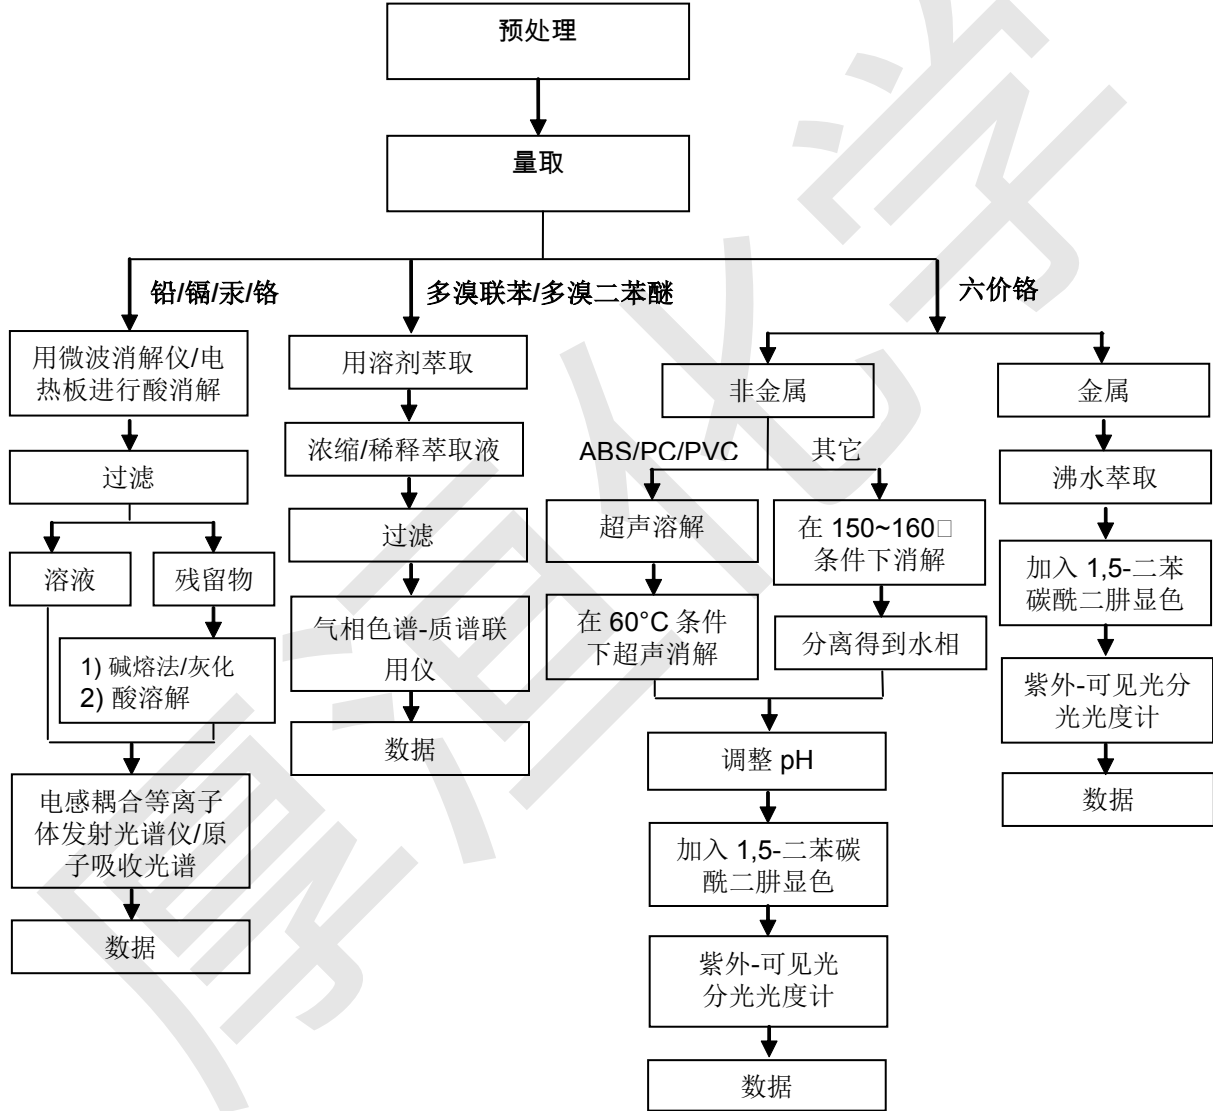 预处理
量取
铅/镉/汞/铬
用微波消解仪/电
热板进行酸消解
过滤
溶液
残留物
1) 碱熔法/灰化
2) 酸溶解
电感耦合等离子
体发射光谱仪/原
子吸收光谱
数据
多溴联苯/多溴二苯醚
用溶剂萃取
浓缩/稀释萃取液
过滤
气相色谱-质谱联
用仪
数据
六价铬
非金属
ABS/PC/PVC
其它
超声溶解
在 60°C 条件
下超声消解
在 150~160□
条件下消解
分离得到水相
调整 pH
加入 1,5-二苯碳
酰二肼显色
紫外-可见光
分光光度计
数据
金属
沸水萃取
加入 1,5-二苯
碳酰二肼显色
紫外-可见光分
光光度计
数据
厚洹化学